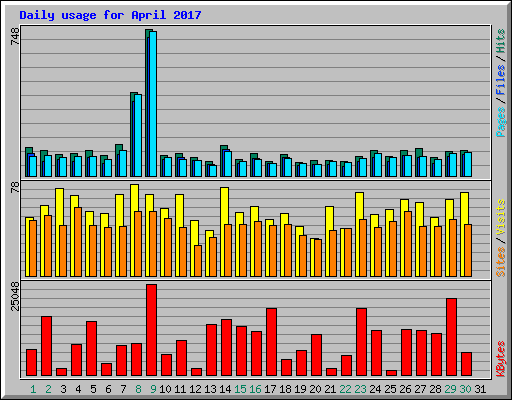 Daily usage for April 2017
748
Pages / Files / Hits
78
Sites / Visits
25048
KBytes
1 2 3 4 5 6 7 8 9 10 11 12 13 14 15 16 17 18 19 20 21 22 23 24 25 26 27 28 29 30 31